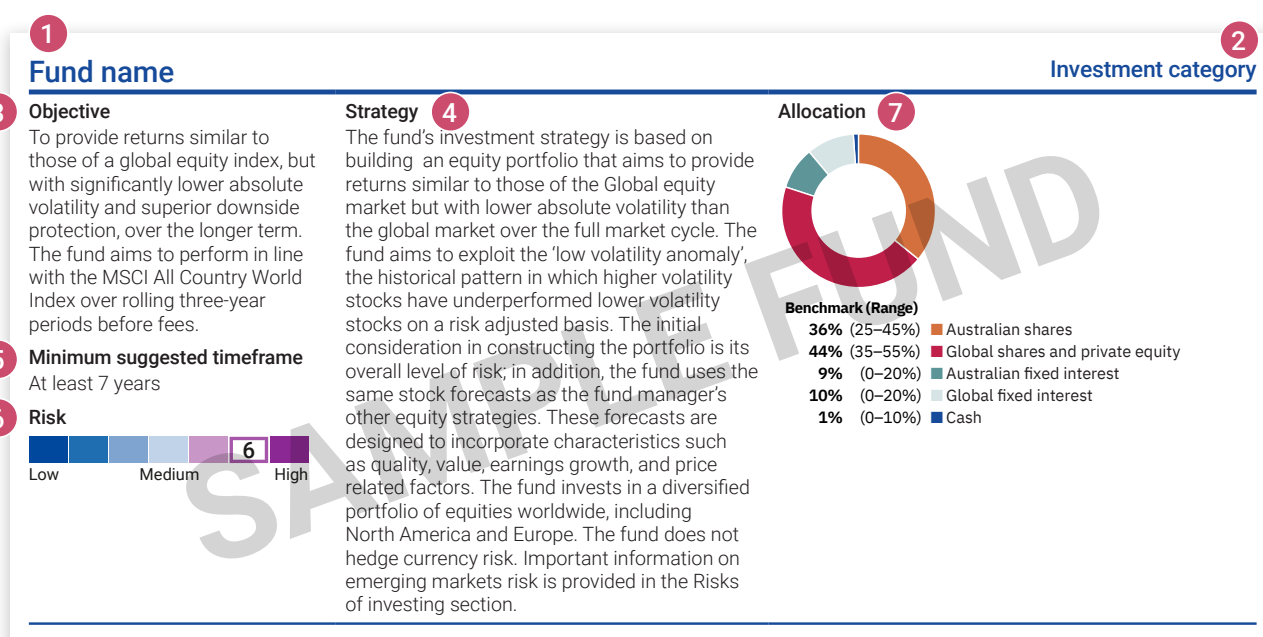 1
2
Fund name
Investment category
3 Objective
To provide returns similar to
those of a global equity index, but
with significantly lower absolute
volatility and superior downside
protection, over the longer term.
The fund aims to perform in line
with the MSCI All Country World
Index over rolling three-year
periods before fees.
5 Minimum suggested timeframe
At least 7 years
6 Risk
6
Low Medium High
Strategy 4
The fund's investment strategy is based on
building an equity portfolio that aims to provide
returns similar to those of the Global equity
market but with lower absolute volatility than
the global market over the full market cycle. The
fund aims to exploit the 'low volatility anomaly',
the historical pattern in which higher volatility
stocks have underperformed lower volatility
stocks on a risk adjusted basis. The initial
consideration in constructing the portfolio is its
overall level of risk; in addition, the fund uses the
same stock forecasts as the fund manager's
other equity strategies. These forecasts are
designed to incorporate characteristics such
as quality, value, earnings growth, and price
related factors. The fund invests in a diversified
portfolio of equities worldwide, including
North America and Europe. The fund does not
hedge currency risk. Important information on
emerging markets risk is provided in the Risks
of investing section.
Allocation 7
Benchmark (Range)
36% (25–45%) Australian shares
44% (35–55%) Global shares and private equity
9% (0–20%) Australian fixed interest
10% (0–20%) Global fixed interest
1% (0–10%) Cash
SAMPLE FUND